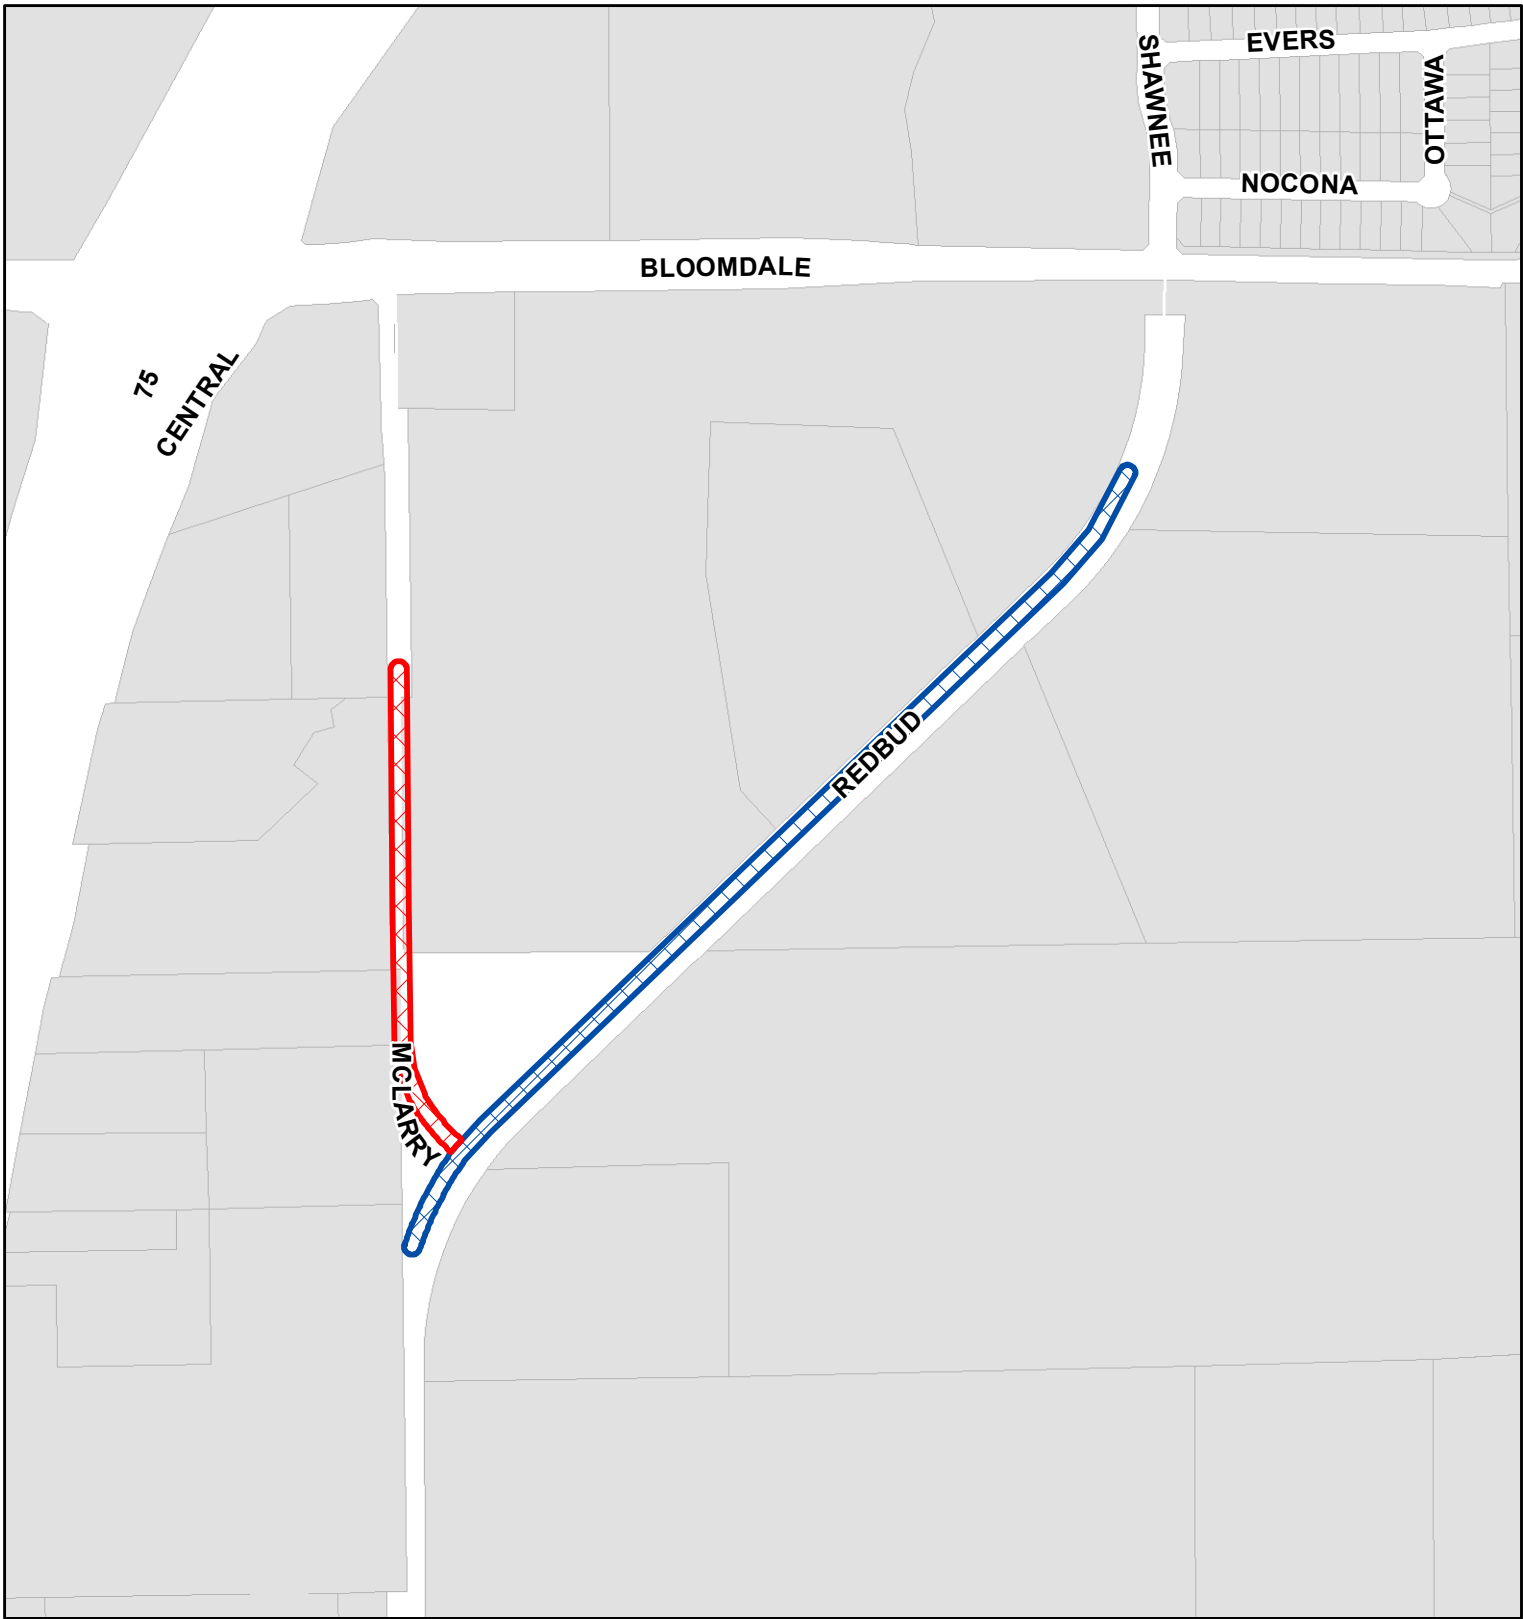 EVERS
SHAWNEE
OTTAWA
NOCONA
BLOOMDALE
75
CENTRAL
REDBUD
MCLARRY